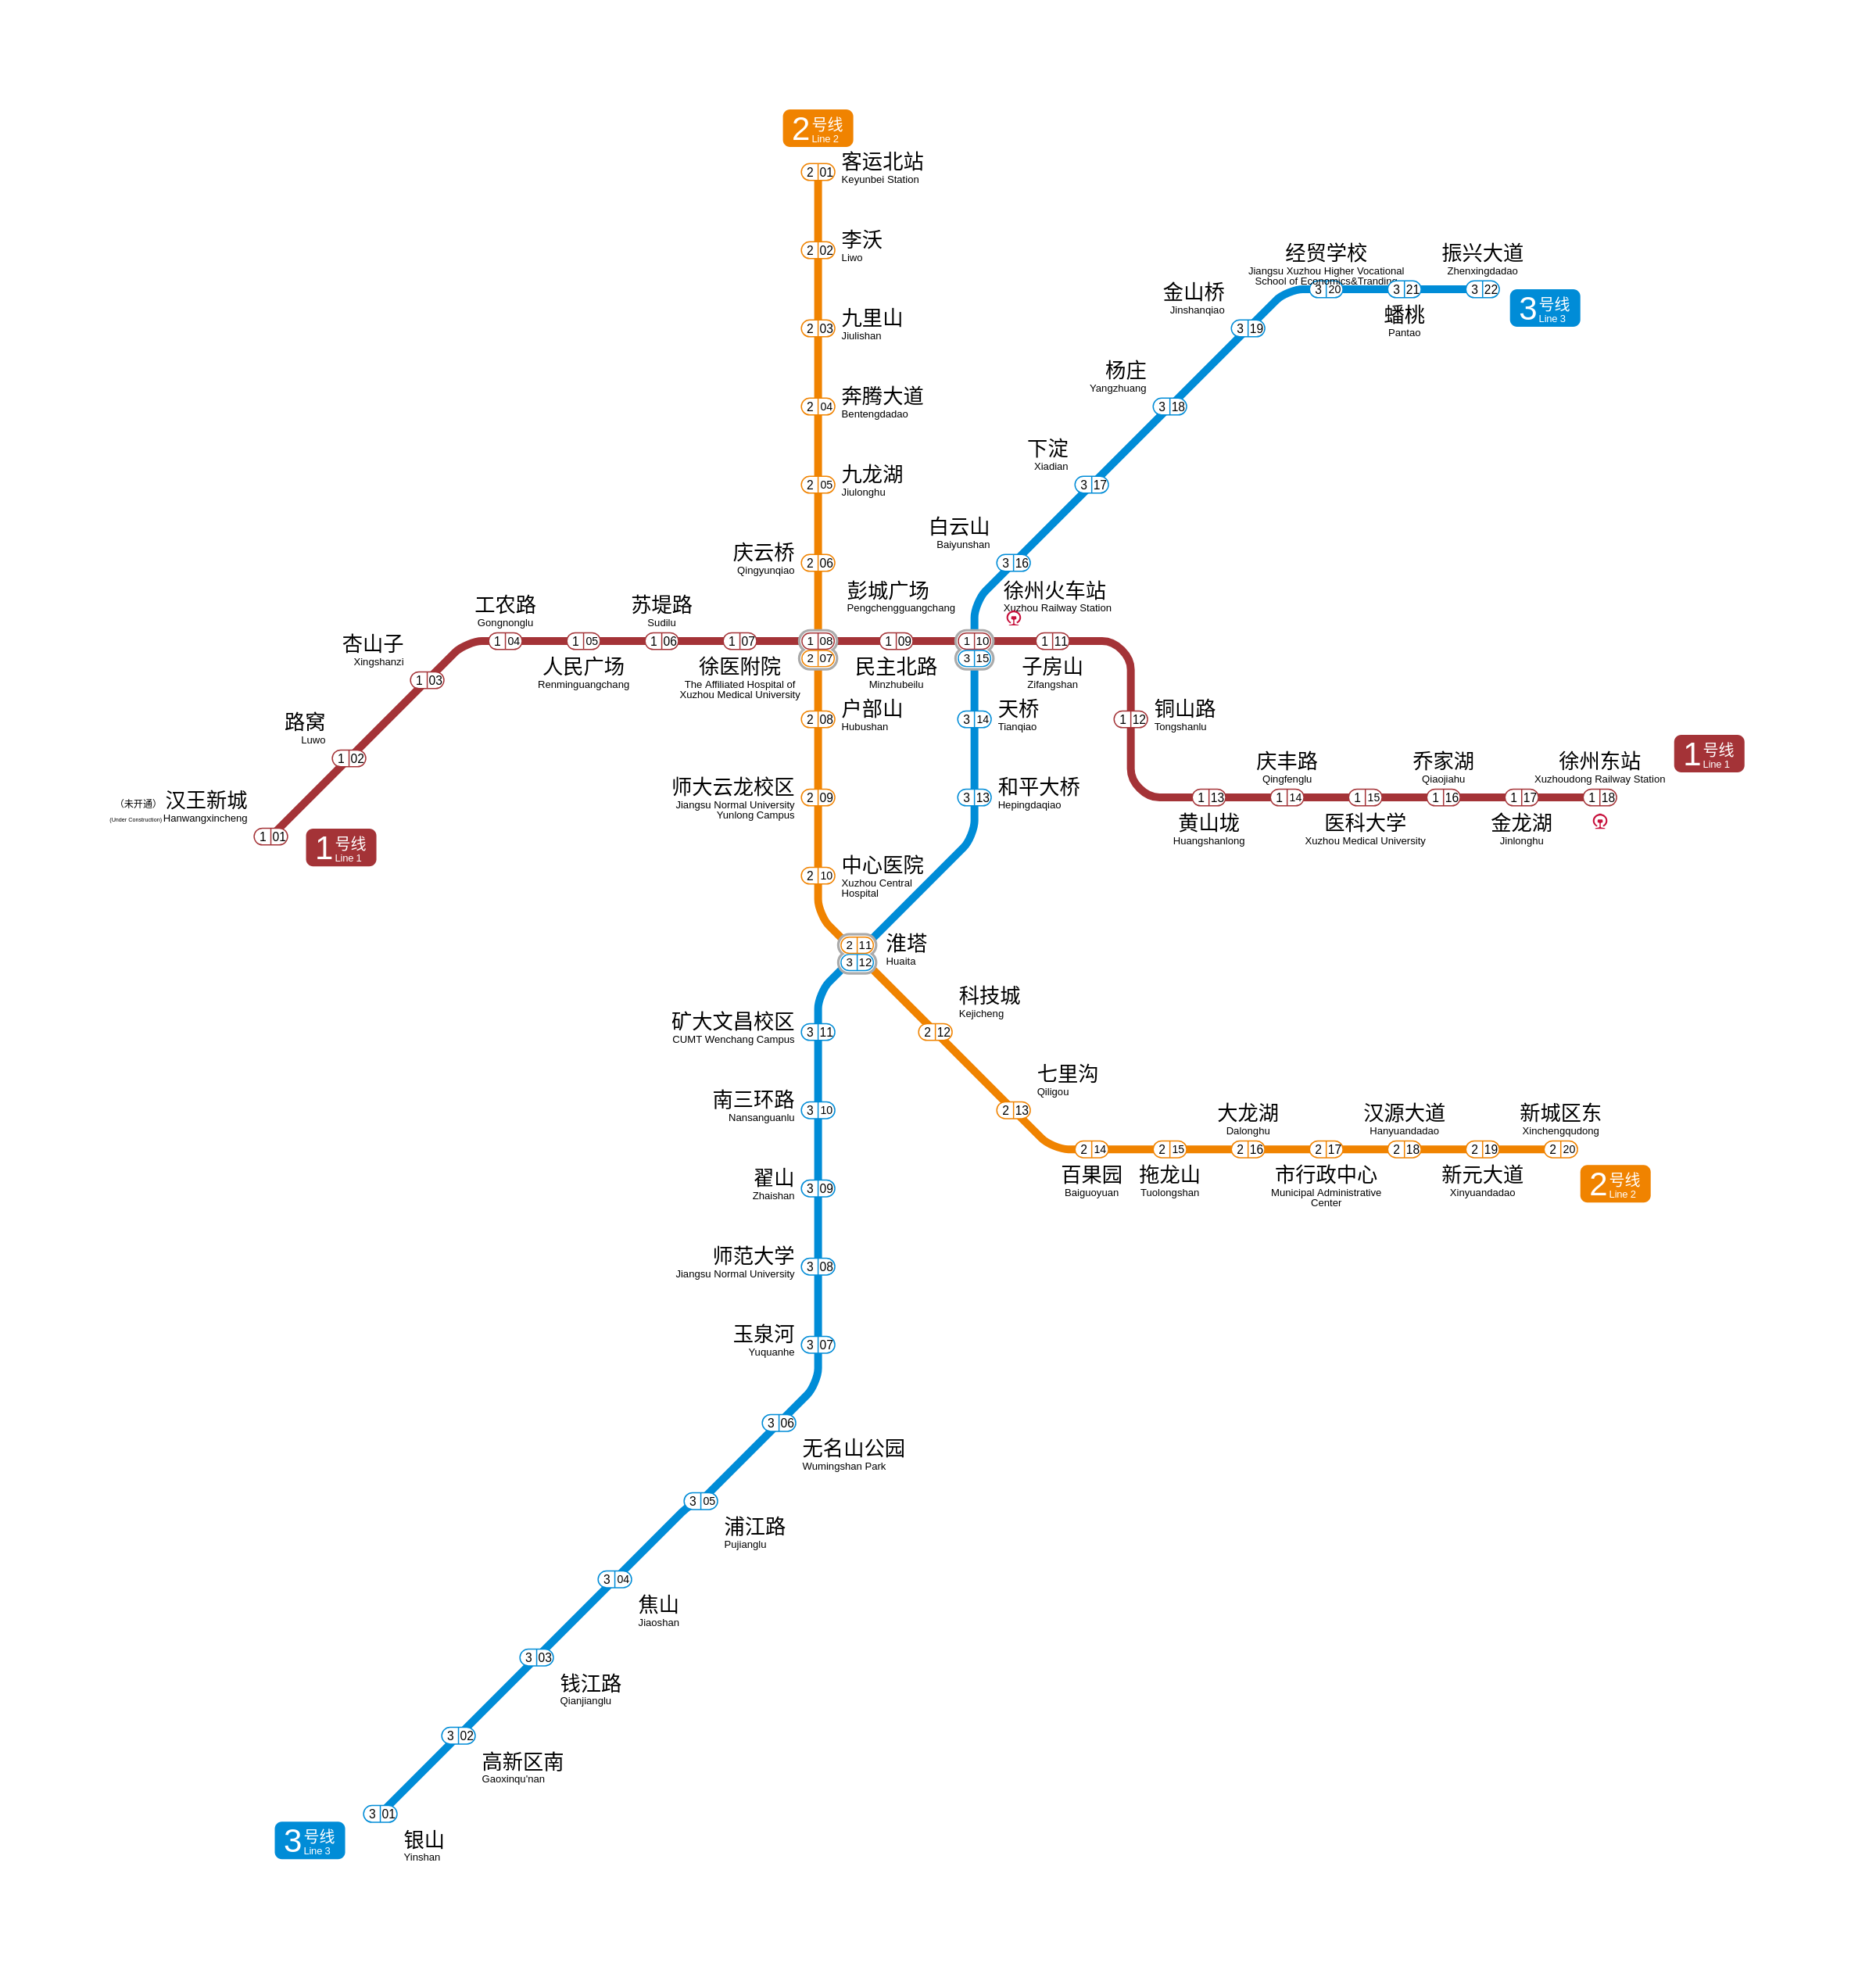 2 号线
Line 2
2 01
客运北站
Keyunbei Station
2 02
李沃
Liwo
2 03
九里山
Jiulishan
2 04
奔腾大道
Bentengdadao
2 05
九龙湖
Jiulonghu
2 06
庆云桥
Qingyunqiao
经贸学校
Jiangsu Xuzhou Higher Vocational
School of Economics&Tranding
3 20
振兴大道
Zhenxingdadao
3 22
3 21
蟠桃
Pantao
3 号线
Line 3
金山桥
Jinshanqiao
3 19
杨庄
Yangzhuang
3 18
下淀
Xiadian
3 17
白云山
Baiyunshan
3 16
彭城广场
Pengchengguangchang
1 08
2 07
徐州火车站
Xuzhou Railway Station
1 10
3 15
工农路
Gongnonglu
1 04
苏堤路
Sudilu
1 06
杏山子
Xingshanzi
1 03
1 05
人民广场
Renminguangchang
1 07
徐医附院
The Affiliated Hospital of
Xuzhou Medical University
1 09
民主北路
Minzhubeilu
1 11
子房山
Zifangshan
路窝
Luwo
1 02
(未开通) 汉王新城
(Under Construction) Hanwangxincheng
1 01
1 号线
Line 1
2 08
户部山
Hubushan
3 14
天桥
Tianqiao
1 12
铜山路
Tongshanlu
师大云龙校区
Jiangsu Normal University
Yunlong Campus
2 09
3 13
和平大桥
Hepingdaqiao
1 13
黄山垅
Huangshanlong
庆丰路
Qingfenglu
1 14
1 15
医科大学
Xuzhou Medical University
乔家湖
Qiaojiahu
1 16
1 17
金龙湖
Jinlonghu
徐州东站
Xuzhoudong Railway Station
1 18
1 号线
Line 1
2 10
中心医院
Xuzhou Central
Hospital
2 11
3 12
淮塔
Huaita
矿大文昌校区
CUMT Wenchang Campus
3 11
科技城
Kejicheng
2 12
南三环路
Nansanguanlu
3 10
七里沟
Qiligou
2 13
2 14
百果园
Baiguoyuan
2 15
拖龙山
Tuolongshan
大龙湖
Dalonghu
2 16
2 17
市行政中心
Municipal Administrative
Center
汉源大道
Hanyuandadao
2 18
2 19
新元大道
Xinyuandadao
新城区东
Xinchengqudong
2 20
2 号线
Line 2
翟山
Zhaishan
3 09
师范大学
Jiangsu Normal University
3 08
玉泉河
Yuquanhe
3 07
3 06
无名山公园
Wumingshan Park
3 05
浦江路
Pujianglu
3 04
焦山
Jiaoshan
3 03
钱江路
Qianjianglu
3 02
高新区南
Gaoxinqu'nan
3 01
银山
Yinshan
3 号线
Line 3